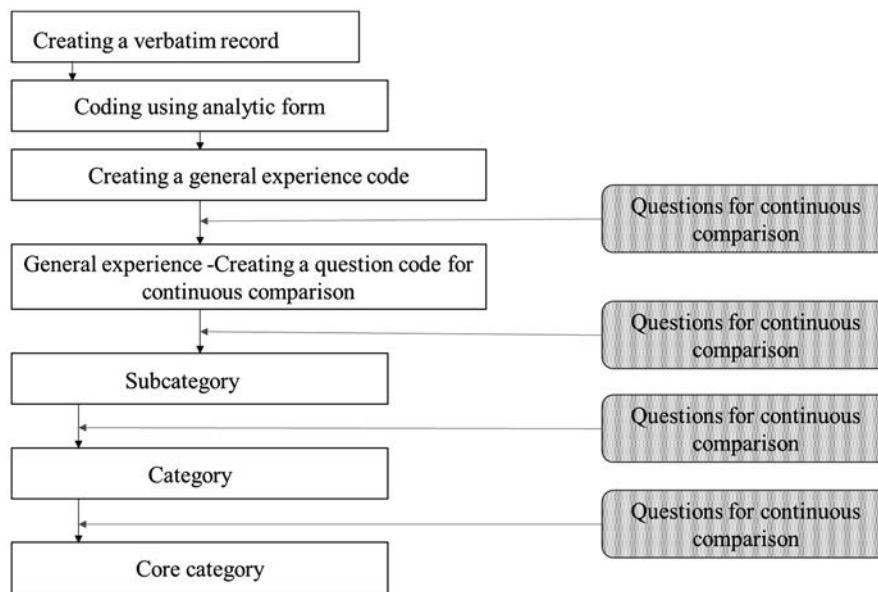 Creating a verbatim record
Coding using analytic form
Creating a general experience code
Questions for continuous
comparison
General experience -Creating a question code for
continuous comparison
Questions for continuous
comparison
Subcategory
Questions for continuous
comparison
Category
Questions for continuous
comparison
Core category